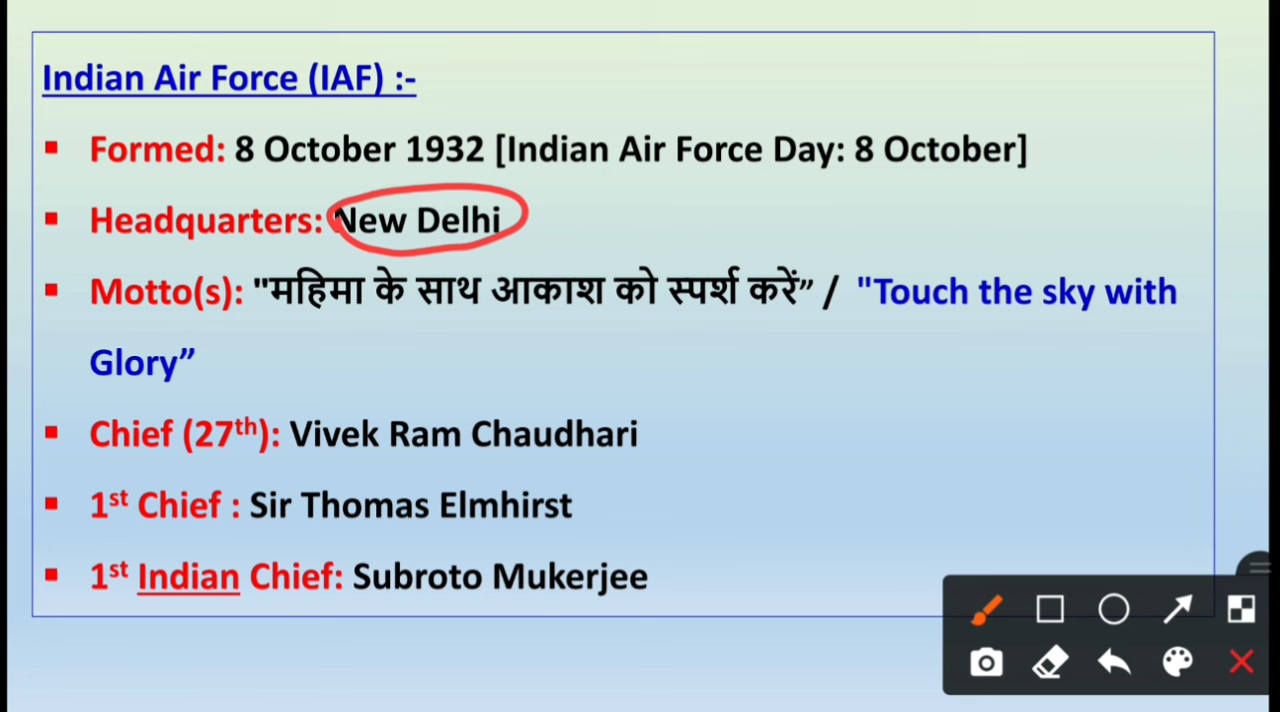 Indian Air Force (IAF) :-
▪ Formed: 8 October 1932 [Indian Air Force Day: 8 October]
▪ Headquarters: New Delhi
▪ Motto(s): "महिमा के साथ आकाश को स्पर्श करें” / "Touch the sky with
Glory”
▪ Chief (27th): Vivek Ram Chaudhari
▪ 1st Chief : Sir Thomas Elmhirst
▪ 1st Indian Chief: Subroto Mukerjee